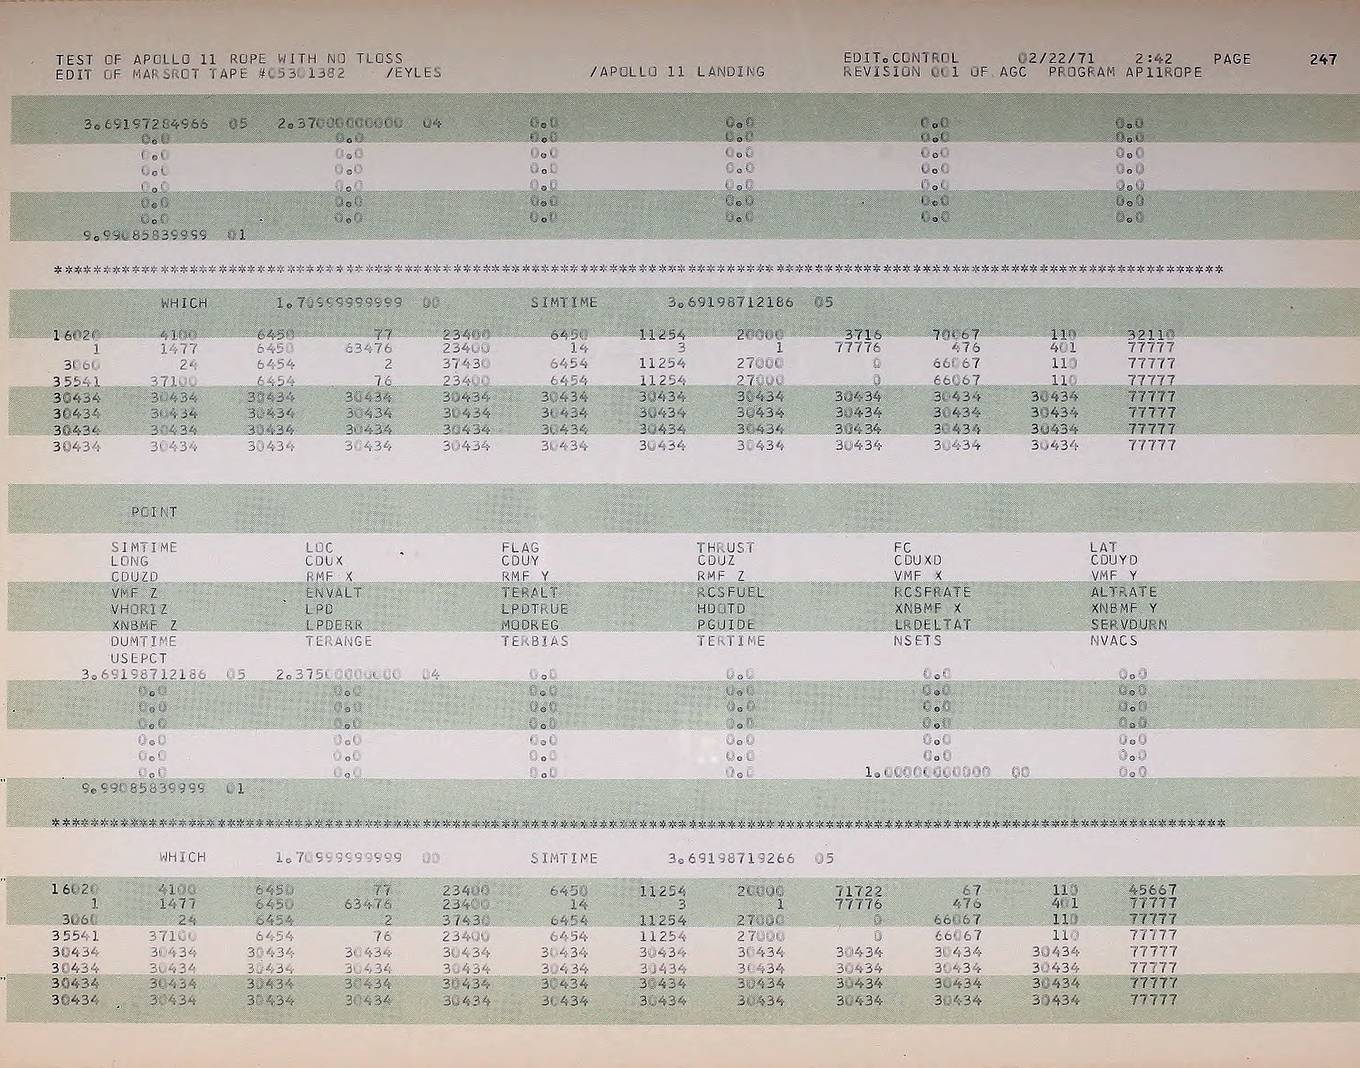 TEST OF APOLLO 11 ROPE WITH NO TLOSS EDIT.CONTROL 02/22/71 2:42 PAGE 247
EDIT OF MARSROT TAPE #05301382 /EYLES /APOLLO 11 LANDING REVISION 001 OF AGC PROGRAM AP11ROPE
3.69197284966 05 2.37000000000 04 0.0 0.0 0.0 0.0
0.0 0.0 0.0 0.0 0.0 0.0
0.0 0.0 0.0 0.0 0.0 0.0
0.0 0.0 0.0 0.0 0.0 0.0
0.0 0.0 0.0 0.0 0.0 0.0
0.0 0.0 0.0 0.0 0.0 0.0
0.0 0.0 0.0 0.0 0.0 0.0
9.99085839999 01
************************************************************************************************************************
WHICH 1.70999999999 00 SIMTIME 3.69198712186 05
16020 4100 6450 77 23400 6450 11254 20000 3716 70067 110 32110
1 1477 6450 63476 23400 14 3 1 77776 476 401 77777
3060 24 6454 2 37430 6454 11254 27000 0 66067 110 77777
35541 37100 6454 76 23400 6454 11254 27000 0 66067 110 77777
30434 30434 30434 30434 30434 30434 30434 30434 30434 30434 30434 77777
30434 30434 30434 30434 30434 30434 30434 30434 30434 30434 30434 77777
30434 30434 30434 30434 30434 30434 30434 30434 30434 30434 30434 77777
30434 30434 30434 30434 30434 30434 30434 30434 30434 30434 30434 77777
POINT
SIMTIME LOC FLAG THRUST FC LAT
LONG CDUX CDUY CDUZ CDUXD CDUYD
CDUZD RMF X RMF Y RMF Z VMF X VMF Y
VMF Z ENVALT TERALT RCSFUEL RCSFRATE ALTRATE
VHORIZ LPD LPDTRUE HDOTD XNBMF X XNBMF Y
XNBMF Z LPDERR MODREG PGUIDE LRDELTAT SERVDURN
DUMTIME TERANGE TERBIAS TERTIME NSETS NVACS
USEPCT
3.69198712186 05 2.37500000000 04 0.0 0.0 0.0 0.0
0.0 0.0 0.0 0.0 0.0 0.0
0.0 0.0 0.0 0.0 0.0 0.0
0.0 0.0 0.0 0.0 0.0 0.0
0.0 0.0 0.0 0.0 0.0 0.0
0.0 0.0 0.0 0.0 0.0 0.0
0.0 0.0 0.0 0.0 1.00000000000 00 0.0
9.99085839999 01
************************************************************************************************************************
WHICH 1.70999999999 00 SIMTIME 3.69198719266 05
16020 4100 6450 77 23400 6450 11254 20000 71722 67 110 45667
1 1477 6450 63476 23400 14 3 1 77776 476 401 77777
3060 24 6454 2 37430 6454 11254 27000 0 66067 110 77777
35541 37100 6454 76 23400 6454 11254 27000 0 66067 110 77777
30434 30434 30434 30434 30434 30434 30434 30434 30434 30434 30434 77777
30434 30434 30434 30434 30434 30434 30434 30434 30434 30434 30434 77777
30434 30434 30434 30434 30434 30434 30434 30434 30434 30434 30434 77777
30434 30434 30434 30434 30434 30434 30434 30434 30434 30434 30434 77777